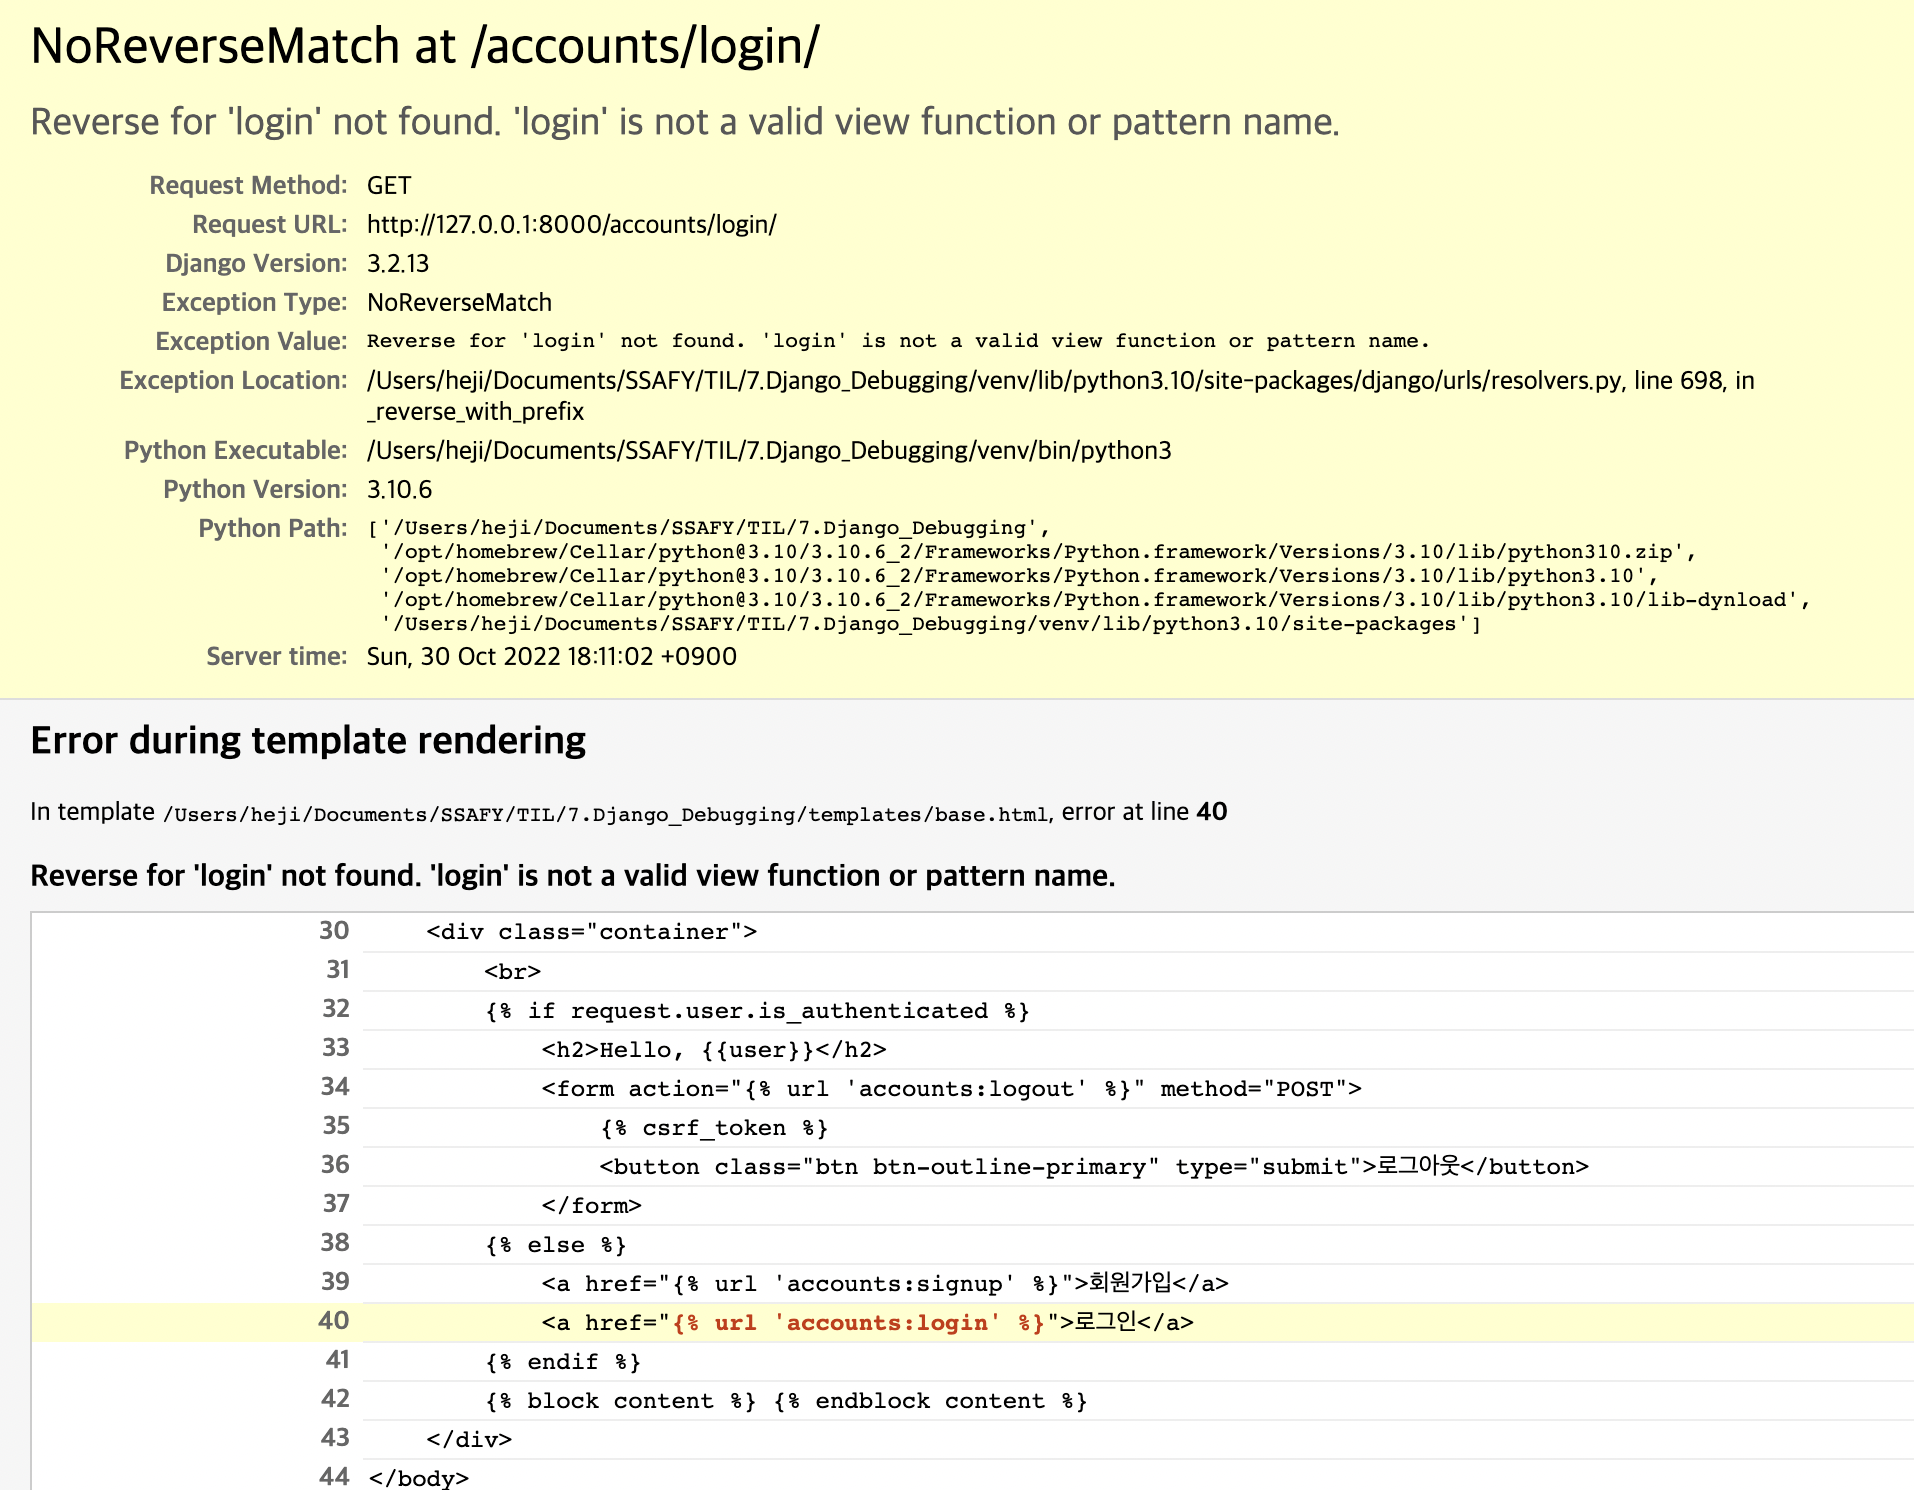 NoReverseMatch at /accounts/login/
Reverse for 'login' not found. 'login' is not a valid view function or pattern name.
Request Method: GET
Request URL: http://127.0.0.1:8000/accounts/login/
Django Version: 3.2.13
Exception Type: NoReverseMatch
Exception Value: Reverse for 'login' not found. 'login' is not a valid view function or pattern name.
Exception Location: /Users/heji/Documents/SSAFY/TIL/7.Django_Debugging/venv/lib/python3.10/site-packages/django/urls/resolvers.py, line 698, in
_reverse_with_prefix
Python Executable: /Users/heji/Documents/SSAFY/TIL/7.Django_Debugging/venv/bin/python3
Python Version: 3.10.6
Python Path: ['/Users/heji/Documents/SSAFY/TIL/7.Django_Debugging',
'/opt/homebrew/Cellar/python@3.10/3.10.6_2/Frameworks/Python.framework/Versions/3.10/lib/python310.zip',
'/opt/homebrew/Cellar/python@3.10/3.10.6_2/Frameworks/Python.framework/Versions/3.10/lib/python3.10',
'/opt/homebrew/Cellar/python@3.10/3.10.6_2/Frameworks/Python.framework/Versions/3.10/lib/python3.10/lib-dynload',
'/Users/heji/Documents/SSAFY/TIL/7.Django_Debugging/venv/lib/python3.10/site-packages']
Server time: Sun, 30 Oct 2022 18:11:02 +0900
Error during template rendering
In template /Users/heji/Documents/SSAFY/TIL/7.Django_Debugging/templates/base.html, error at line 40
Reverse for 'login' not found. 'login' is not a valid view function or pattern name.
30 <div class="container">
31 <br>
32 {% if request.user.is_authenticated %}
33 <h2>Hello, {{user}}</h2>
34 <form action="{% url 'accounts:logout' %}" method="POST">
35 {% csrf_token %}
36 <button class="btn btn-outline-primary" type="submit">로그아웃</button>
37 </form>
38 {% else %}
39 <a href="{% url 'accounts:signup' %}">회원가입</a>
40 <a href="{% url 'accounts:login' %}">로그인</a>
41 {% endif %}
42 {% block content %} {% endblock content %}
43 </div>
44 </body>